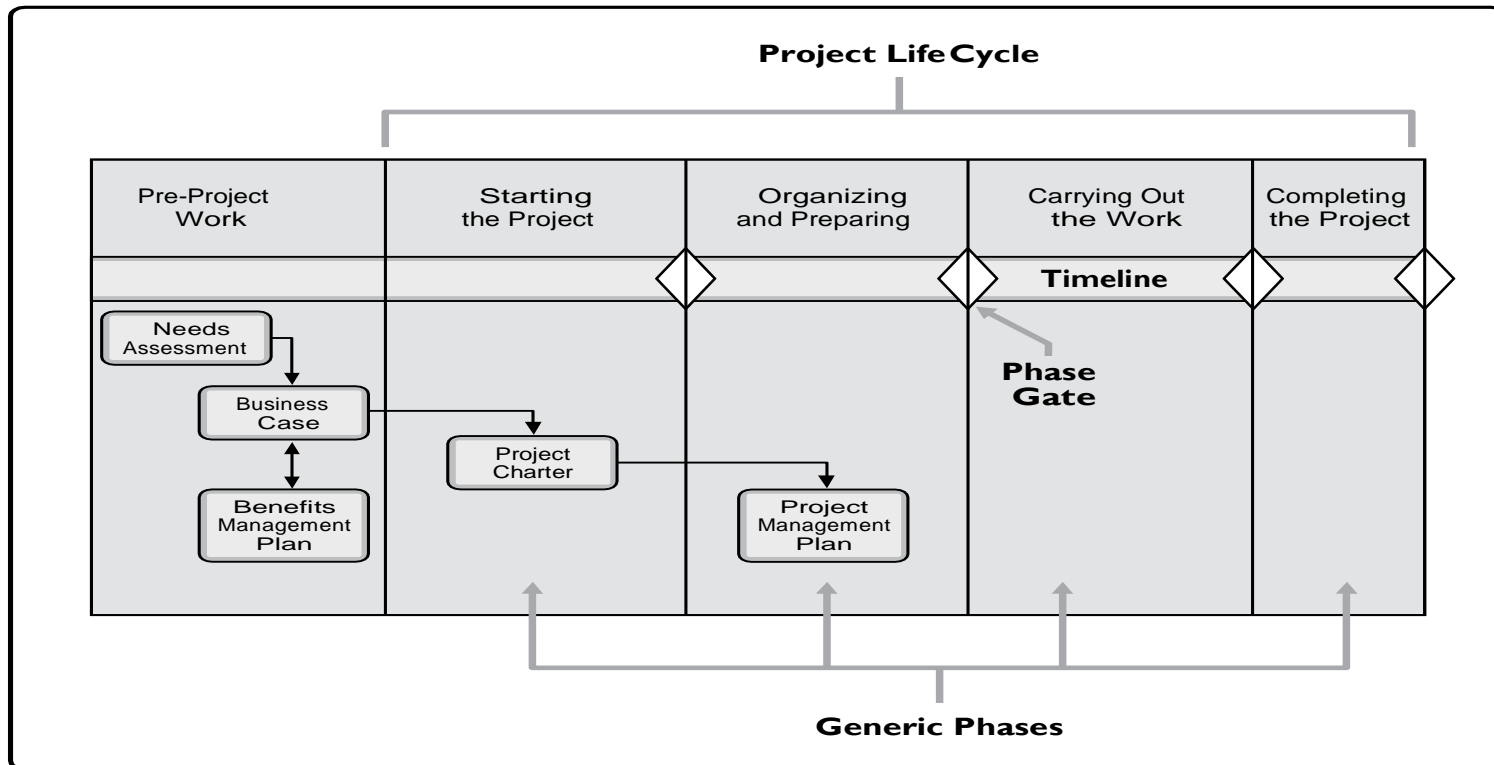 Project Life Cycle
Pre-Project
Work
Starting
the Project
Organizing
and Preparing
Carrying Out
the Work
Completing
the Project
Timeline
Needs
Assessment
Business
Case
Benefits
Management
Plan
Project
Charter
Project
Management
Plan
Phase
Gate
Generic Phases